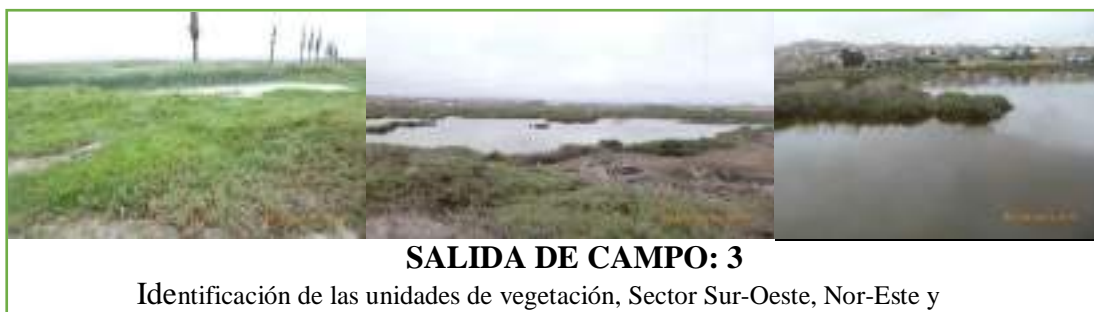 SALIDA DE CAMPO: 3
Identificación de las unidades de vegetación, Sector Sur-Oeste, Nor-Este y